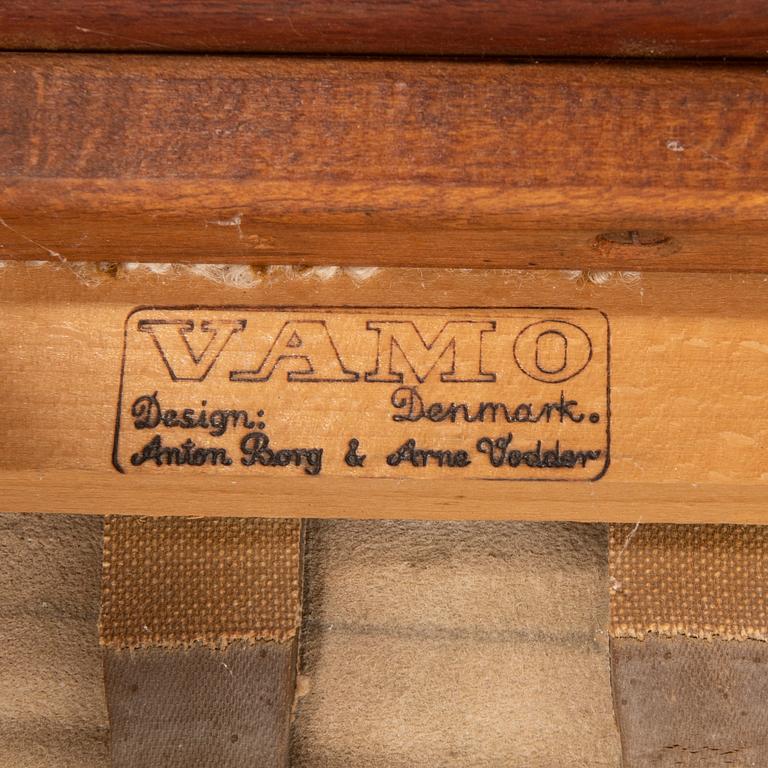 VAMO
Design: Denmark.
Anton Borg & Arne Vodder